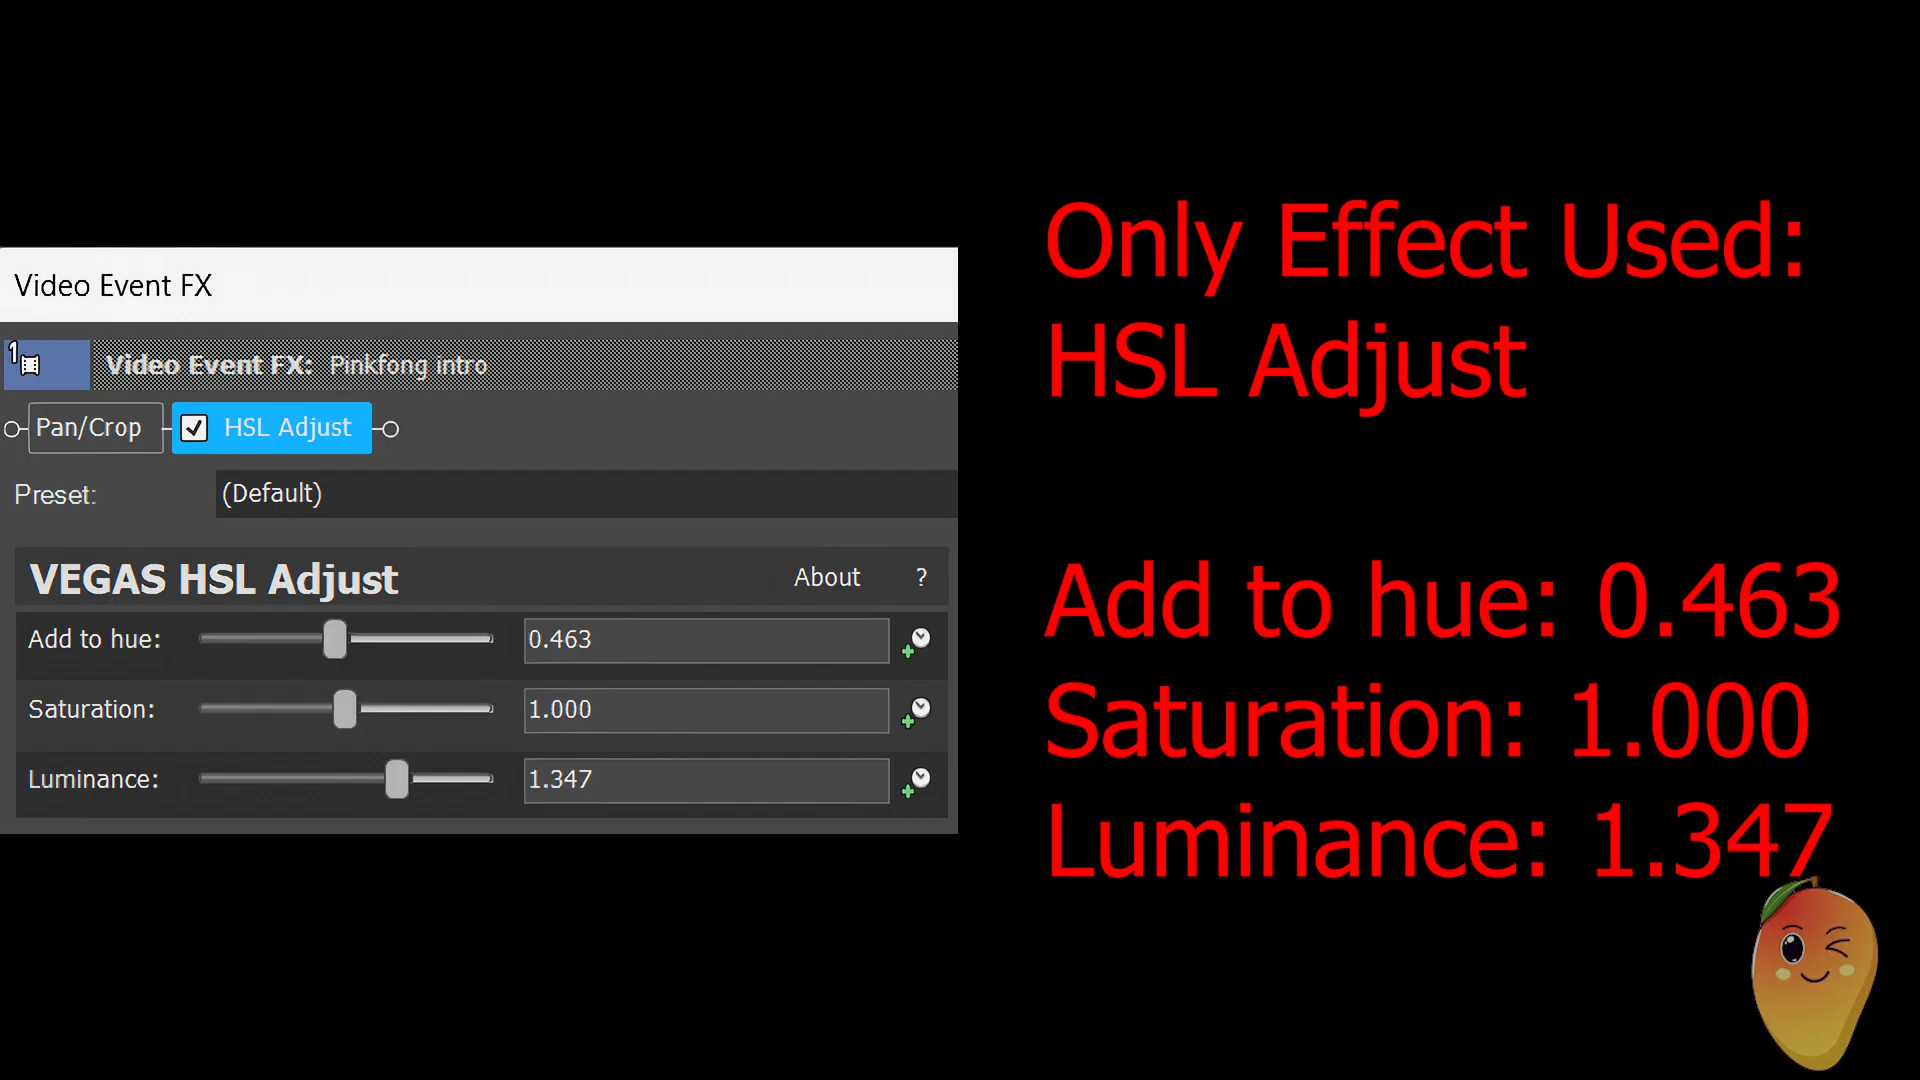 Video Event FX
1
Video Event FX: Pinkfong intro
Pan/Crop
HSL Adjust
Preset:
(Default)
VEGAS HSL Adjust
About
?
Add to hue:
0.463
Saturation:
1.000
Luminance:
1.347
Only Effect Used:
HSL Adjust
Add to hue: 0.463
Saturation: 1.000
Luminance: 1.347